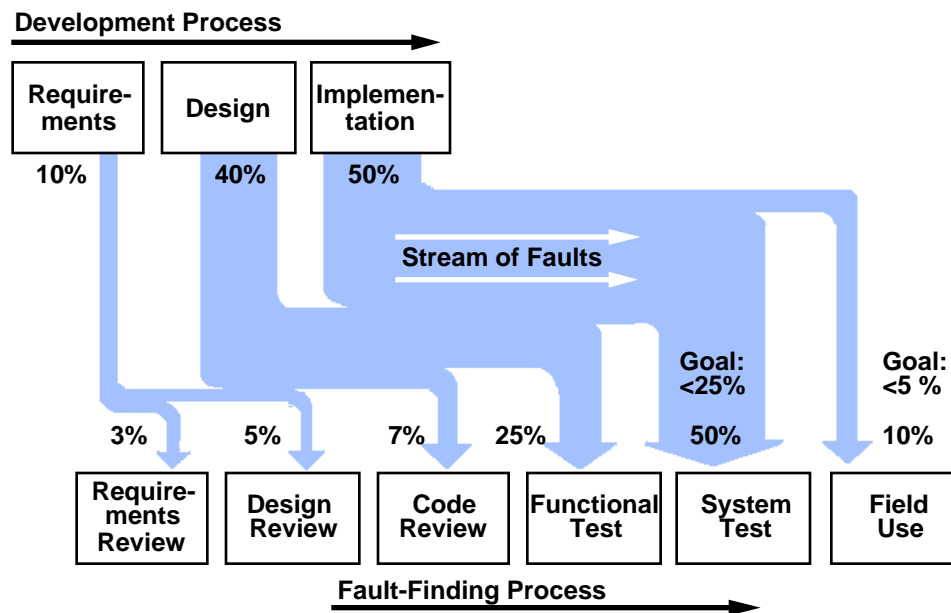 Development Process
Require-
ments
Design
Implemen-
tation
10%
40%
50%
Stream of Faults
Goal:
<25%
Goal:
<5 %
3%
5%
7%
25%
50%
10%
Require-
ments
Review
Design
Review
Code
Review
Functional
Test
System
Test
Field
Use
Fault-Finding Process